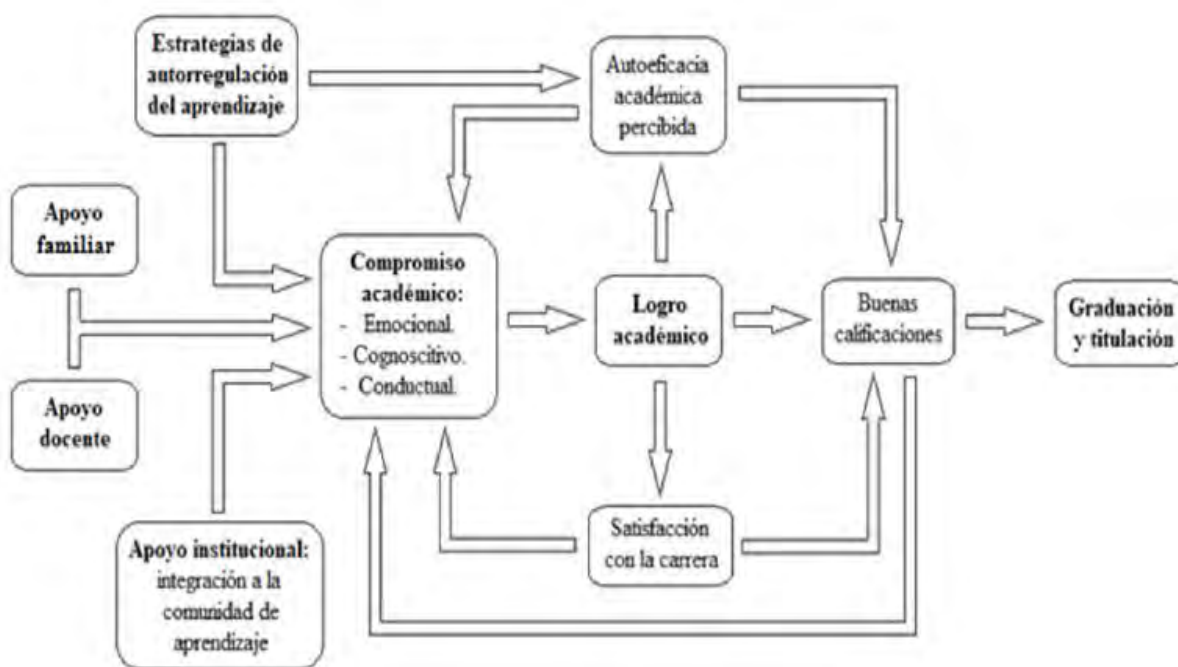 Estrategias de
autorregulación
del aprendizaje
Autoeficacia
académica
percibida
Apoyo
familiar
Compromiso
académico:
- Emocional.
- Cognoscitivo.
- Conductual.
Logro
académico
Buenas
calificaciones
Graduación
y titulación
Apoyo
docente
Apoyo institucional:
integración a la
comunidad de
aprendizaje
Satisfacción
con la carrera